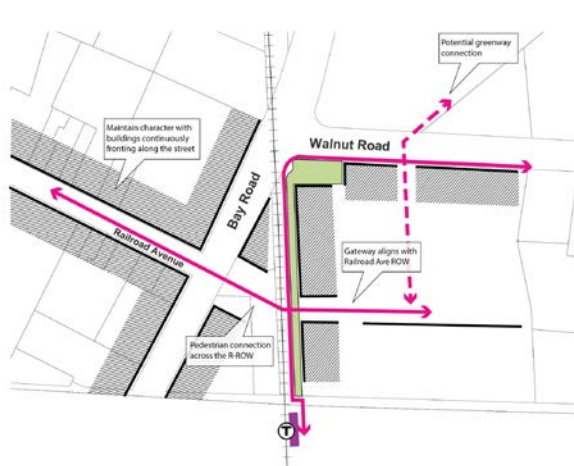 Potential greenway
connection
Walnut Road
Maintain character with
buildings continuously
fronting along the street
Bay Road
Railroad Avenue
Gateway aligns with
Railroad Ave ROW
Pedestrian connection
across the R-ROW
T